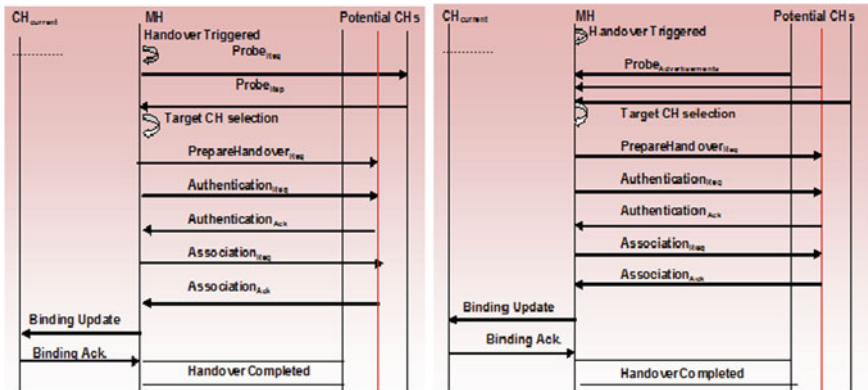 CHcurrent MH Potential CHs
Handover Triggered
ProbeReq
ProbeRep
Target CH selection
PrepareHandoverReq
AuthenticationReq
AuthenticationAck
AssociationReq
AssociationAck
Binding Update
Binding Ack.
Handover Completed
CHcurrent MH Potential CHs
Handover Triggered
ProbeAdvertisements
Target CH selection
PrepareHandoverReq
AuthenticationReq
AuthenticationAck
AssociationReq
AssociationAck
Binding Update
Binding Ack.
Handover Completed